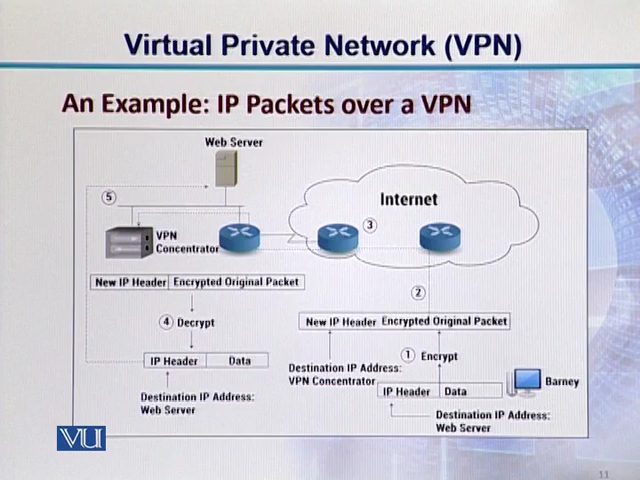 Virtual Private Network (VPN)
An Example: IP Packets over a VPN
Web Server
Internet
5
3
VPN
Concentrator
New IP Header Encrypted Original Packet
2
4 Decrypt
New IP Header Encrypted Original Packet
1 Encrypt
IP Header Data
Destination IP Address:
VPN Concentrator
Barney
IP Header Data
Destination IP Address:
Web Server
Destination IP Address:
Web Server
VU
11